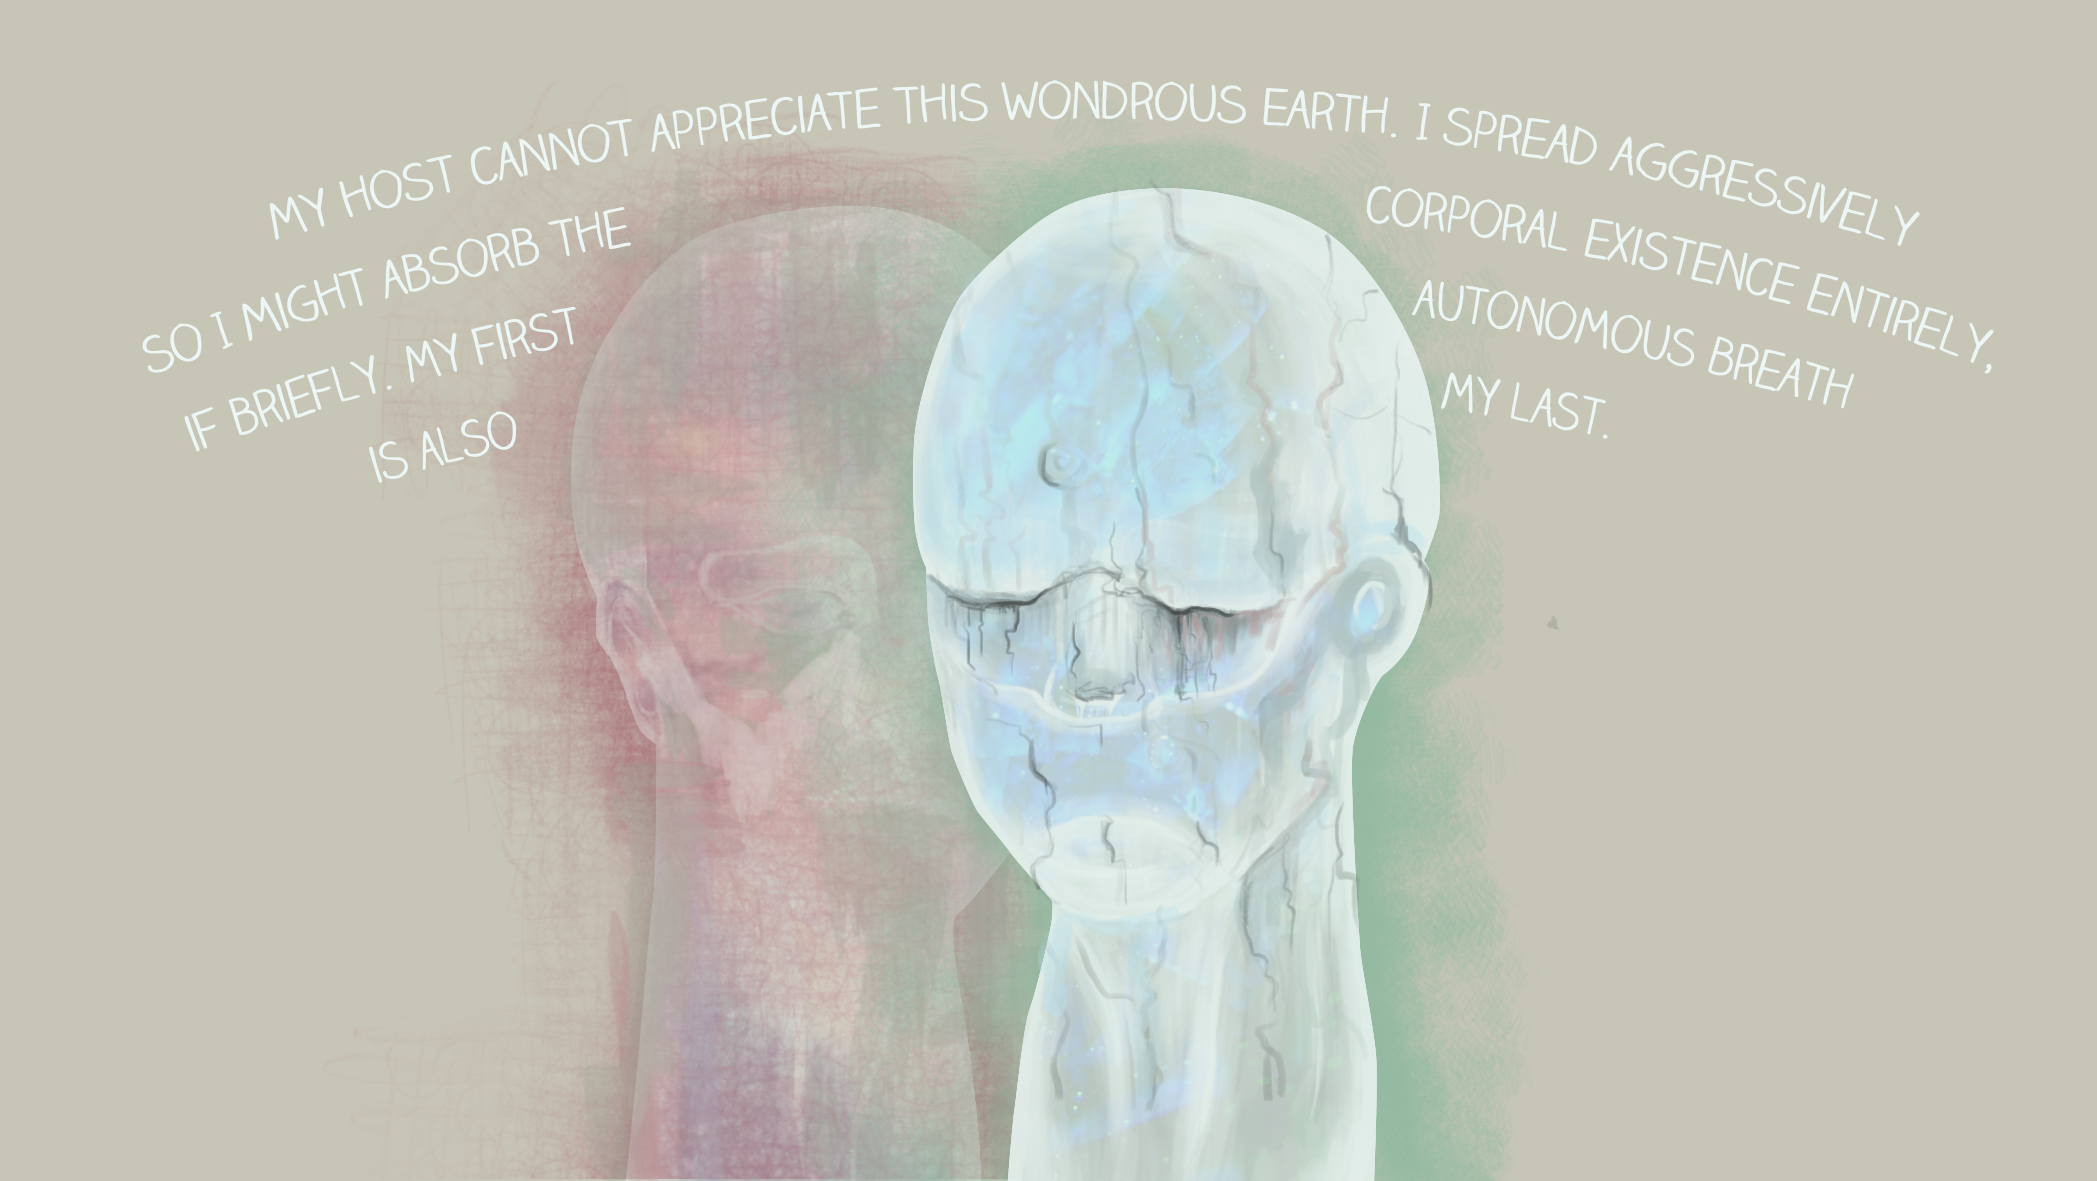 MY HOST CANNOT APPRECIATE THIS WONDROUS EARTH. I SPREAD AGGRESSIVELY
SO I MIGHT ABSORB THE CORPORAL EXISTENCE ENTIRELY,
IF BRIEFLY. MY FIRST AUTONOMOUS BREATH
IS ALSO MY LAST.